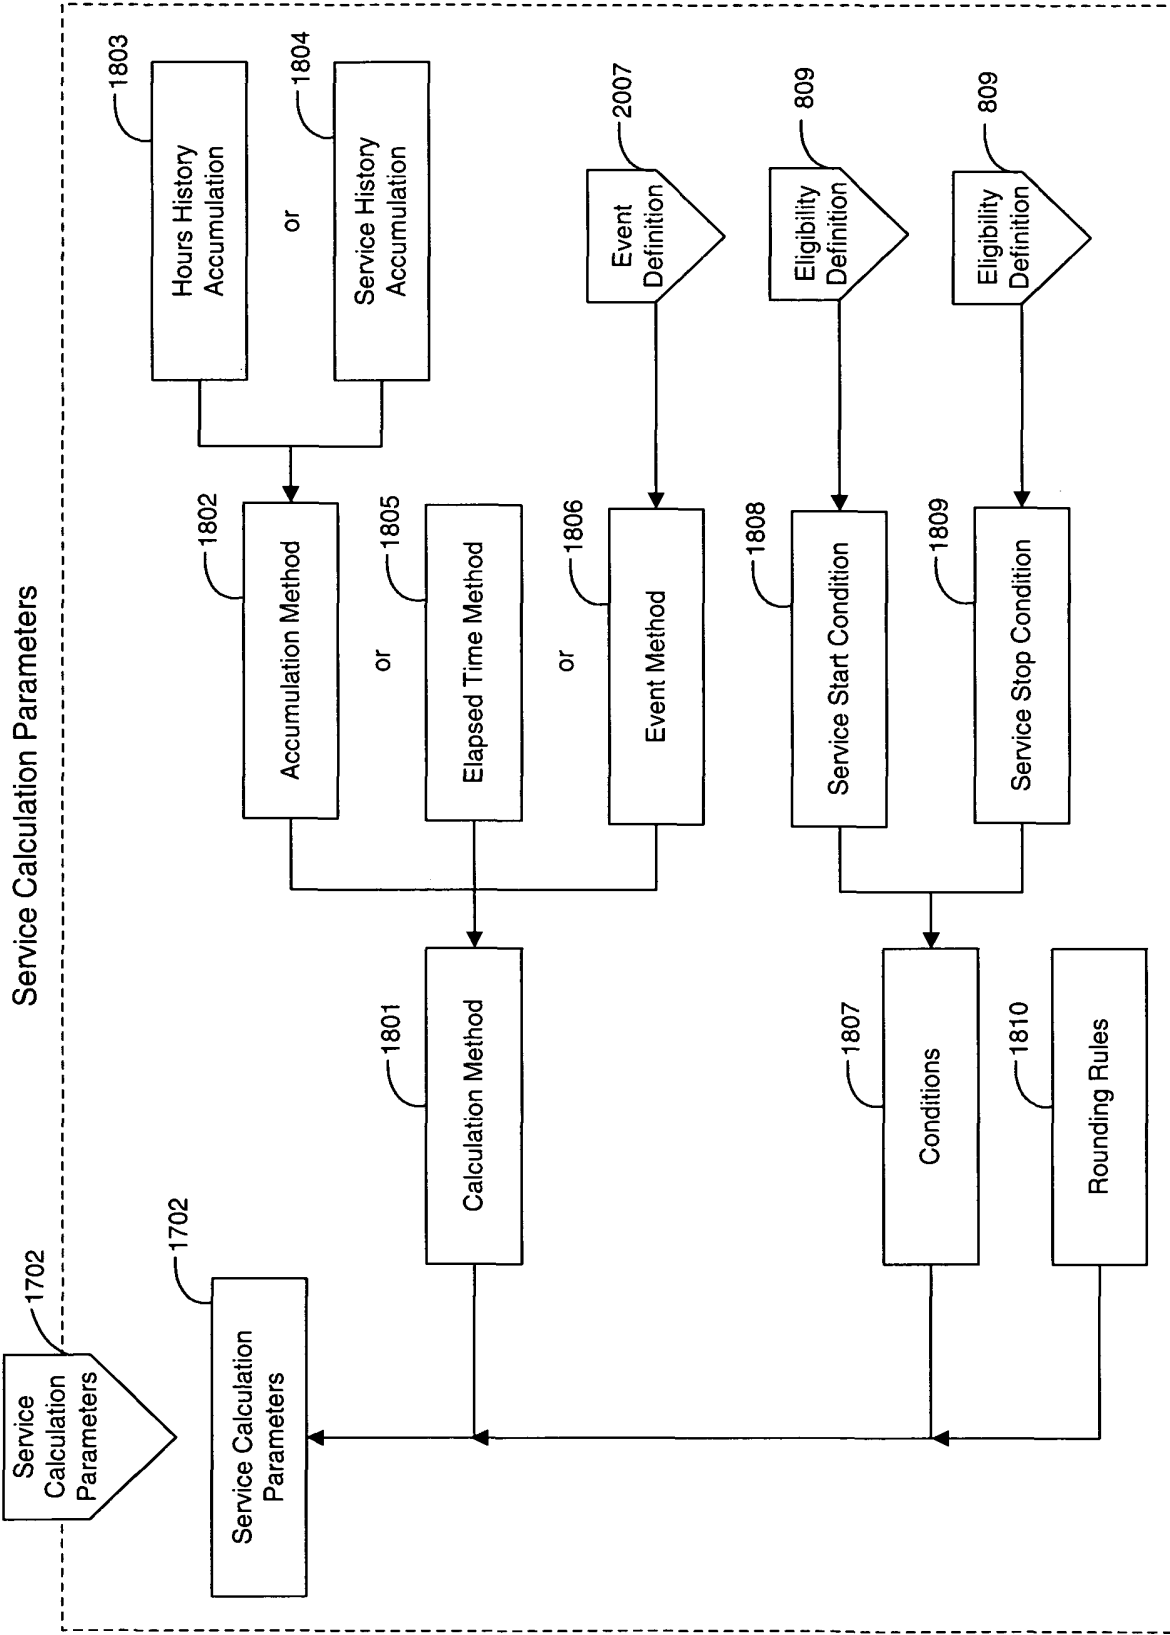 Service Calculation Parameters
Service
Calculation
Parameters
1702
Service Calculation
Parameters
1702
Calculation Method
1801
Accumulation Method
1802
Hours History
Accumulation
1803
or
Service History
Accumulation
1804
or
Elapsed Time Method
1805
or
Event Method
1806
Event
Definition
2007
Conditions
1807
Service Start Condition
1808
Eligibility
Definition
809
Service Stop Condition
1809
Eligibility
Definition
809
Rounding Rules
1810